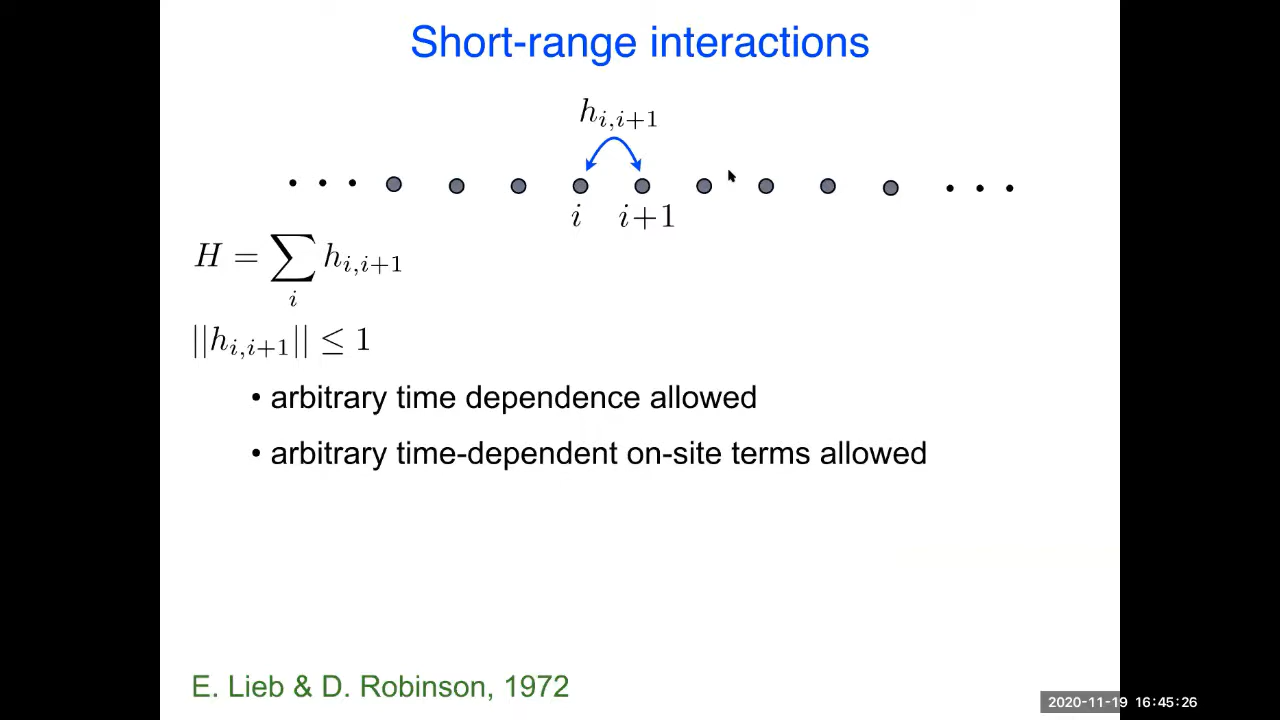 Short-range interactions
h_{i,i+1}
• • • • • •
i i+1
H = ∑_i h_{i,i+1}
||h_{i,i+1}|| ≤ 1
• arbitrary time dependence allowed
• arbitrary time-dependent on-site terms allowed
E. Lieb & D. Robinson, 1972
2020-11-19 16:45:26